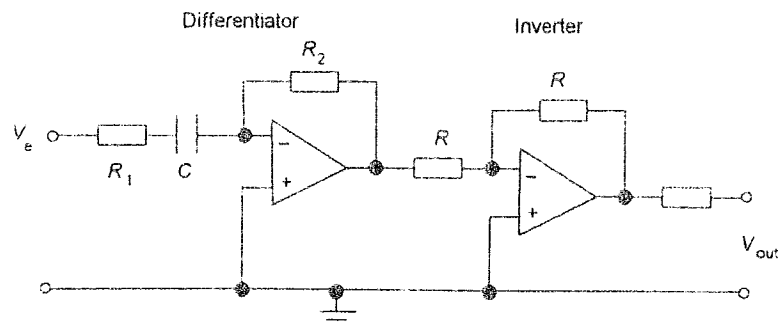 Differentiator Inverter
R2 R
Ve R1 C − + R − + Vout